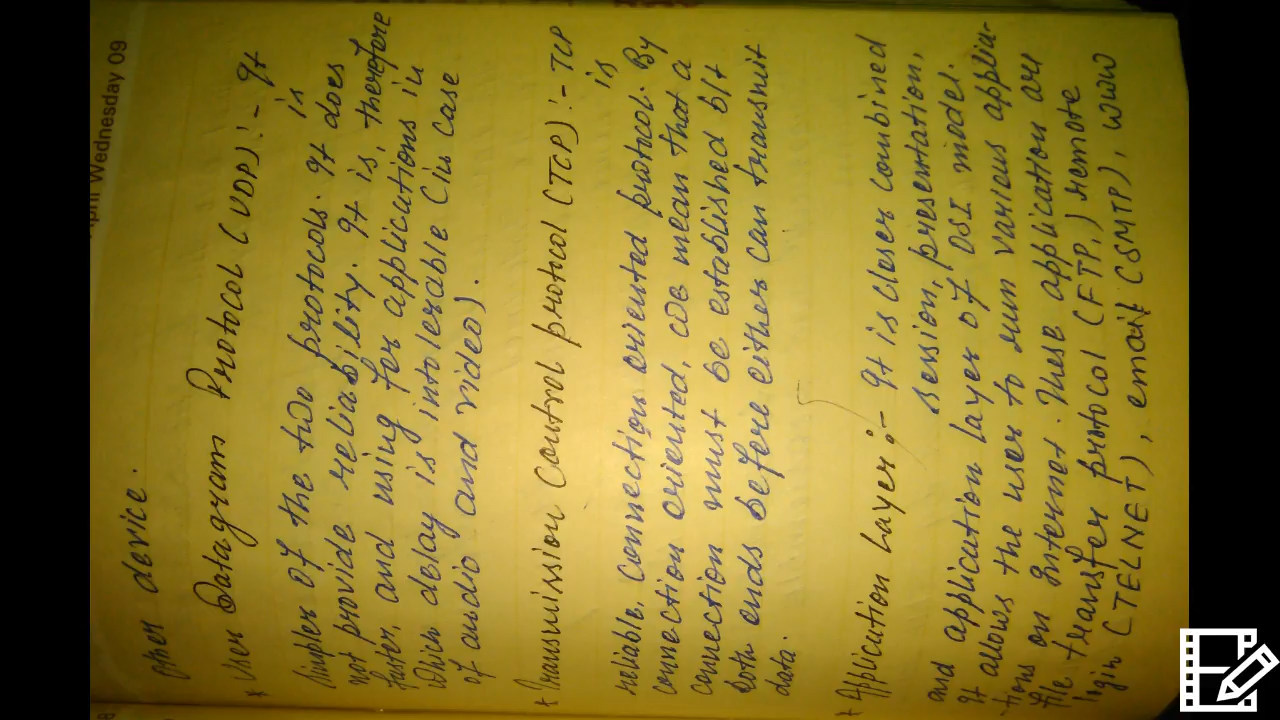 April Wednesday 09
other device.
* User Datagram Protocol (UDP) :- It is
simpler of the two protocols. It does
not provide reliability. It is, therefore
faster, and using for applications in
which delay is intolerable (in case
of audio and video).
* Transmission Control protocol (TCP) :- TCP is
reliable, connection oriented protocol. By
connection oriented, we mean that a
connection must be established b/t
both ends before either can transmit
data.
* Application Layer :- It is closer combined
session, presentation,
and application layer of OSI model.
It allows the user to run various applica-
tions on Internet. These application are
file transfer protocol (FTP,) remote
login (TELNET), email (SMTP), WWW